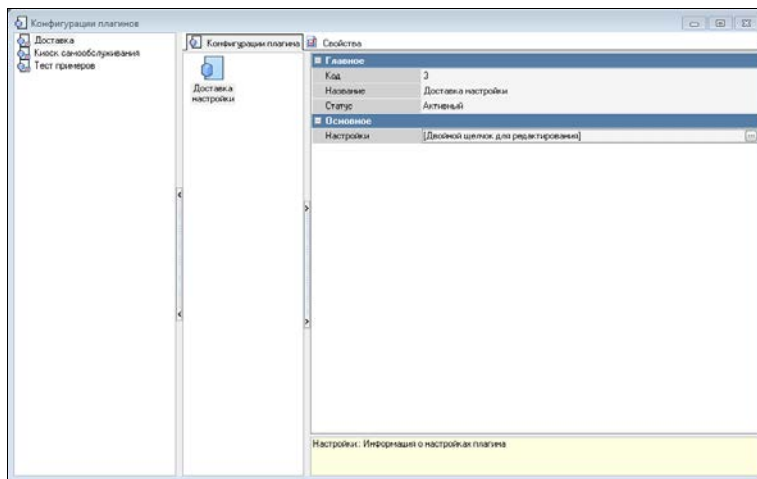 Конфигурации плагинов
Доставка
Киоск самообслуживания
Тест примеров
Конфигурации плагина
Доставка
настройки
Свойства
Главное
Код 3
Название Доставка настройки
Статус Активный
Основное
Настройки [Двойной щелчок для редактирования]
Настройки: Информация о настройках плагина